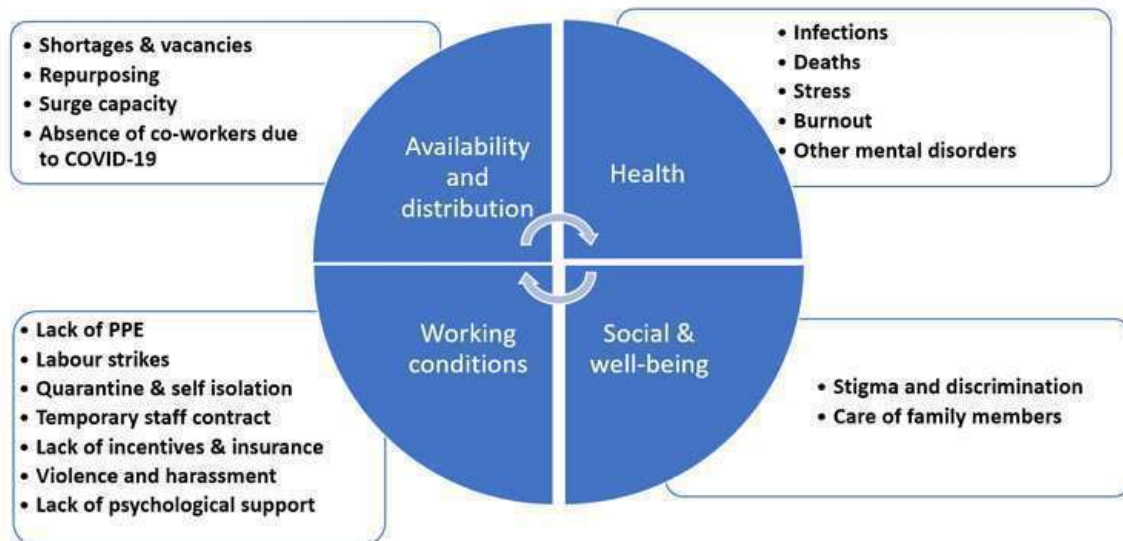 • Shortages & vacancies
• Repurposing
• Surge capacity
• Absence of co-workers due
to COVID-19
Availability
and
distribution
Health
• Infections
• Deaths
• Stress
• Burnout
• Other mental disorders
• Lack of PPE
• Labour strikes
• Quarantine & self isolation
• Temporary staff contract
• Lack of incentives & insurance
• Violence and harassment
• Lack of psychological support
Working
conditions
Social &
well-being
• Stigma and discrimination
• Care of family members